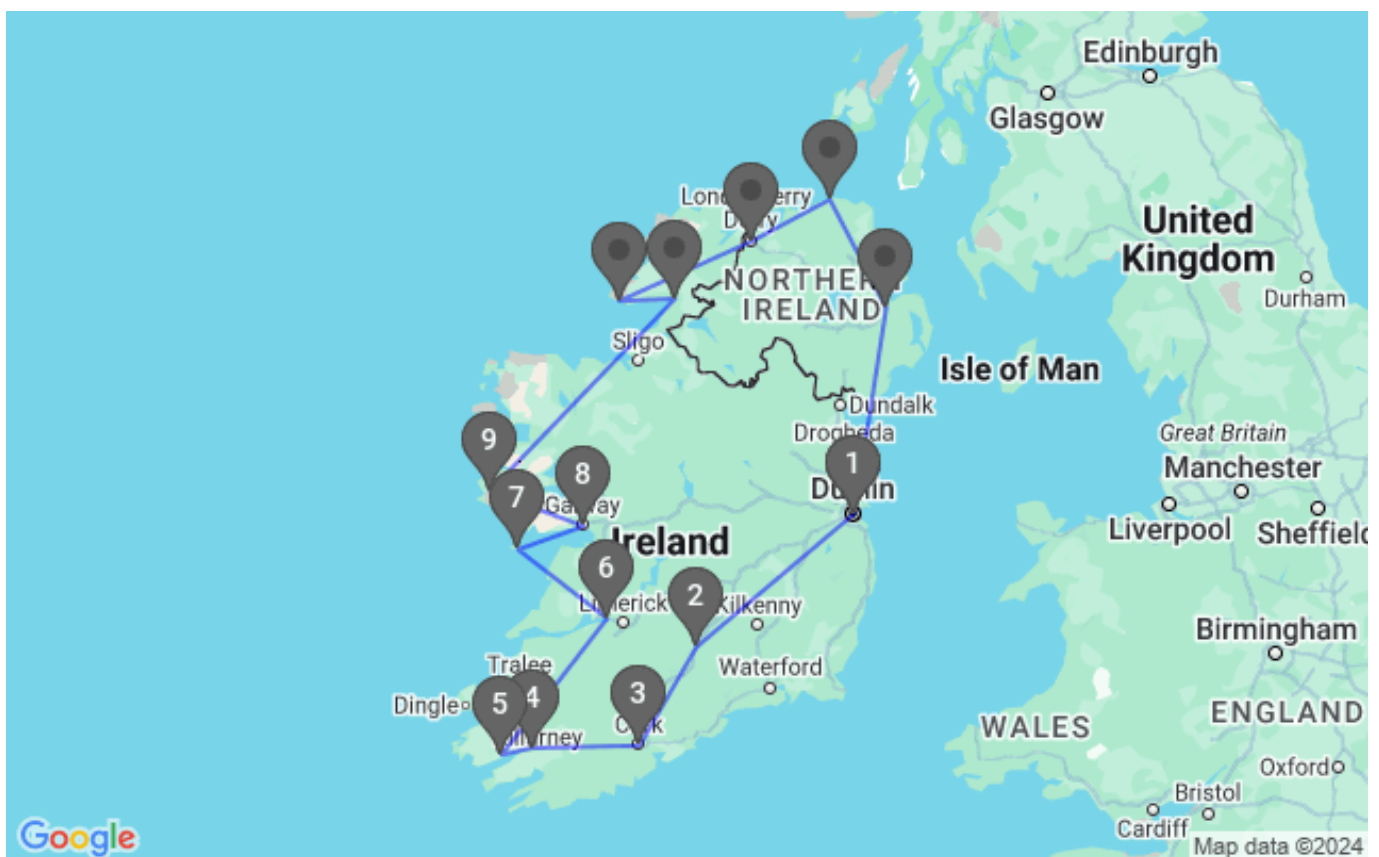 Edinburgh
Glasgow
United
Kingdom
NORTHERN
IRELAND
Durham
Sligo
Isle of Man
Dundalk
Drogheda
Great Britain
9
1
Manchester
8
7
Liverpool
Sheffield
Ireland
6
2
Limerick
Kilkenny
Birmingham
Tralee
Waterford
3
4
5
Dingle
WALES
ENGLAND
Oxford
Bristol
Cardiff
Google
Map data ©2024